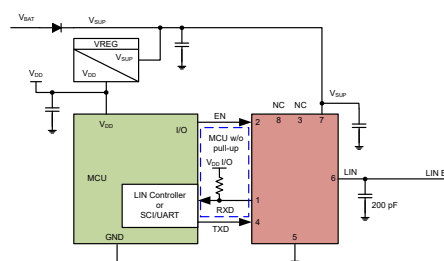 VBAT
VSUP
VREG
VSUP
VDD
VDD
VSUP
NC NC
VDD
I/O
EN
2
8
3
7
MCU w/o
pull-up
VDD I/O
MCU
LIN
LIN B
6
LIN Controller
or
SCI/UART
1
RXD
200 pF
TXD
4
GND
5